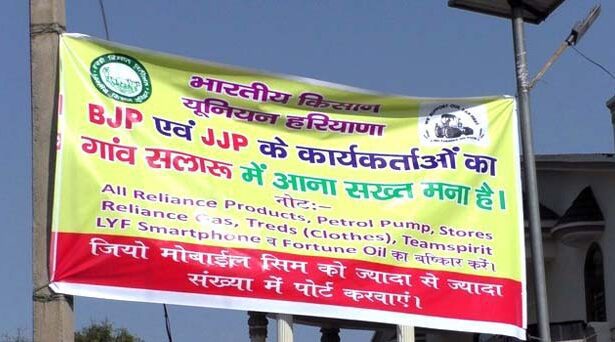 भारतीय किसान
यूनियन हरियाणा
BJP एवं JJP के कार्यकर्ताओं का
गांव सलारू में आना सख्त मना है।
नोटः–
All Reliance Products, Petrol Pump, Stores
Reliance Gas, Treds (Clothes), Teamspirit
LYF Smartphone व Fortune Oil का बहिष्कार करें।
जियो मोबाईल सिम को ज्यादा से ज्यादा
संख्या में पोर्ट करवाएं।